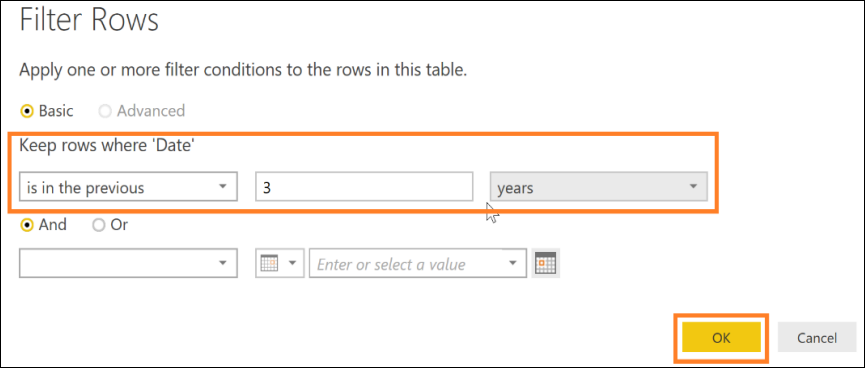 Filter Rows
Apply one or more filter conditions to the rows in this table.
Basic Advanced
Keep rows where 'Date'
is in the previous 3 years
And Or
Enter or select a value
OK Cancel